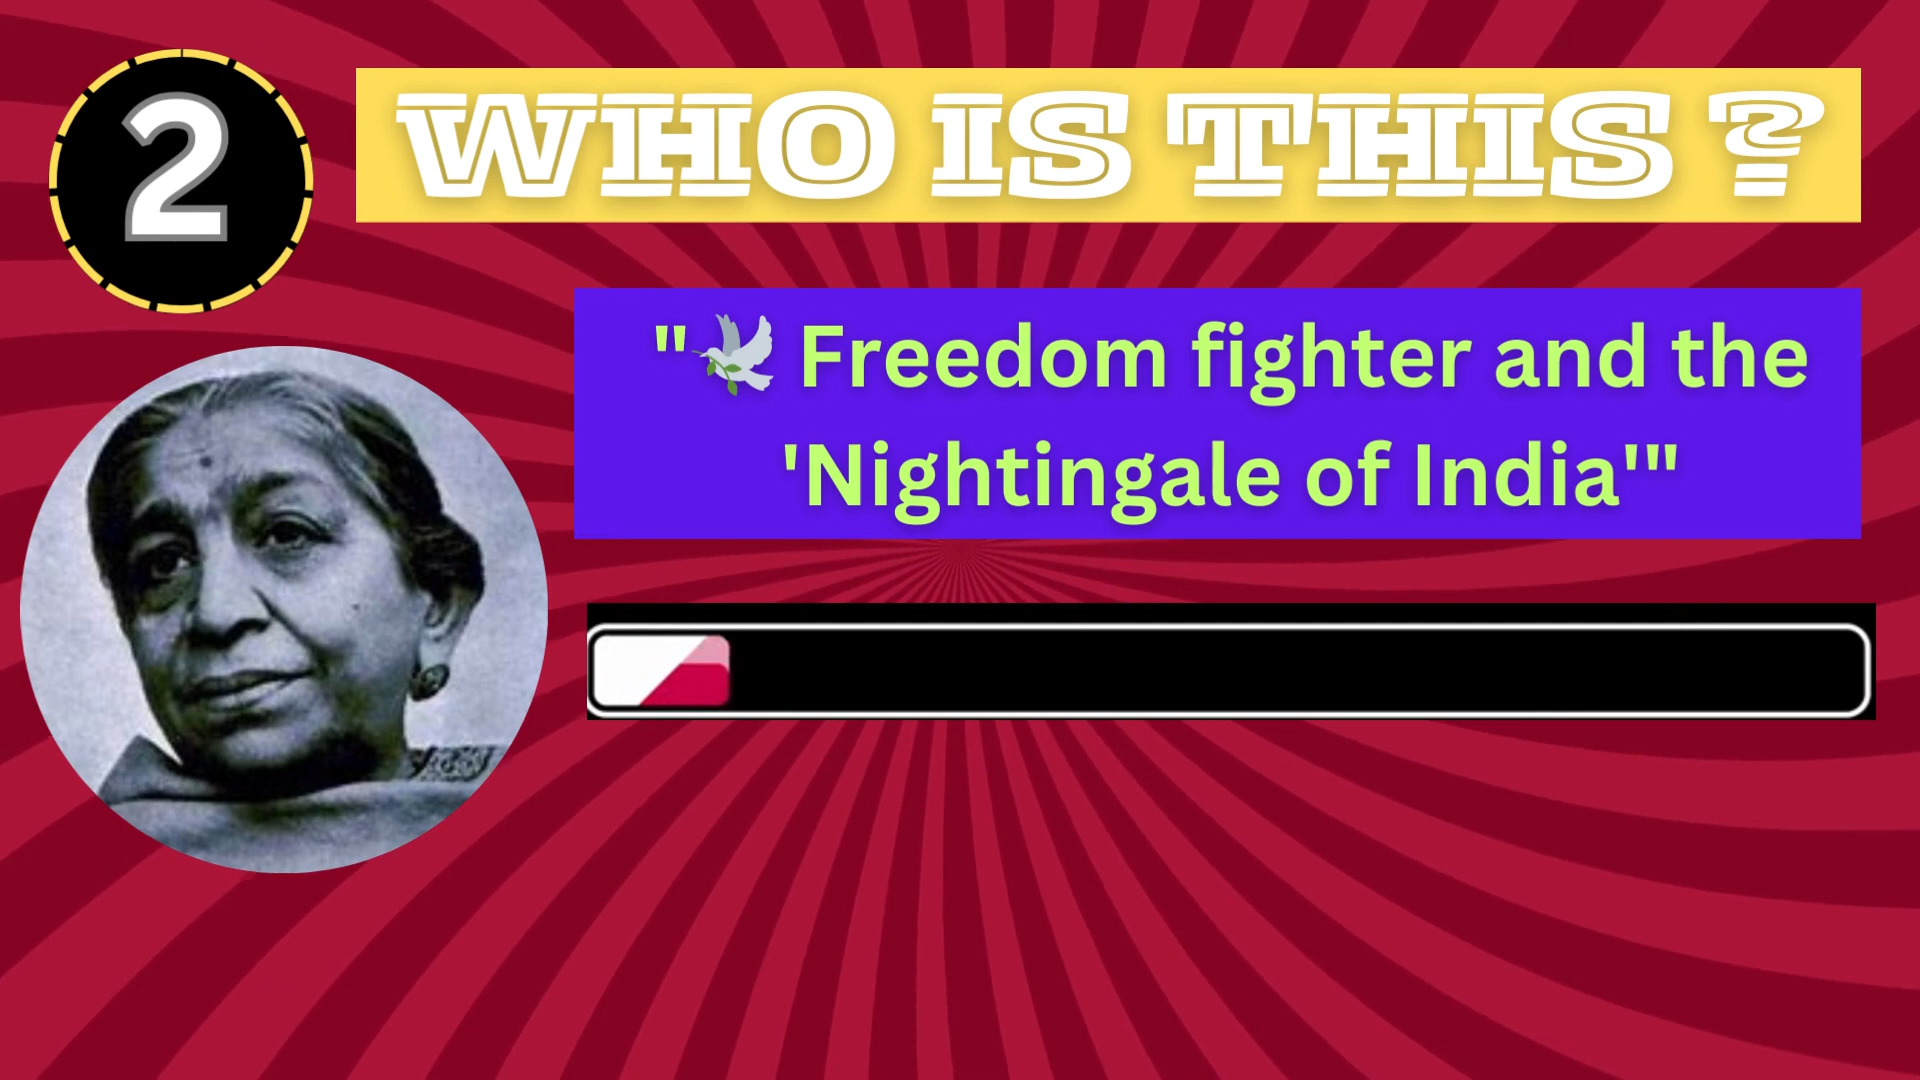 2
WHO IS THIS ?
"🕊️ Freedom fighter and the
'Nightingale of India'"